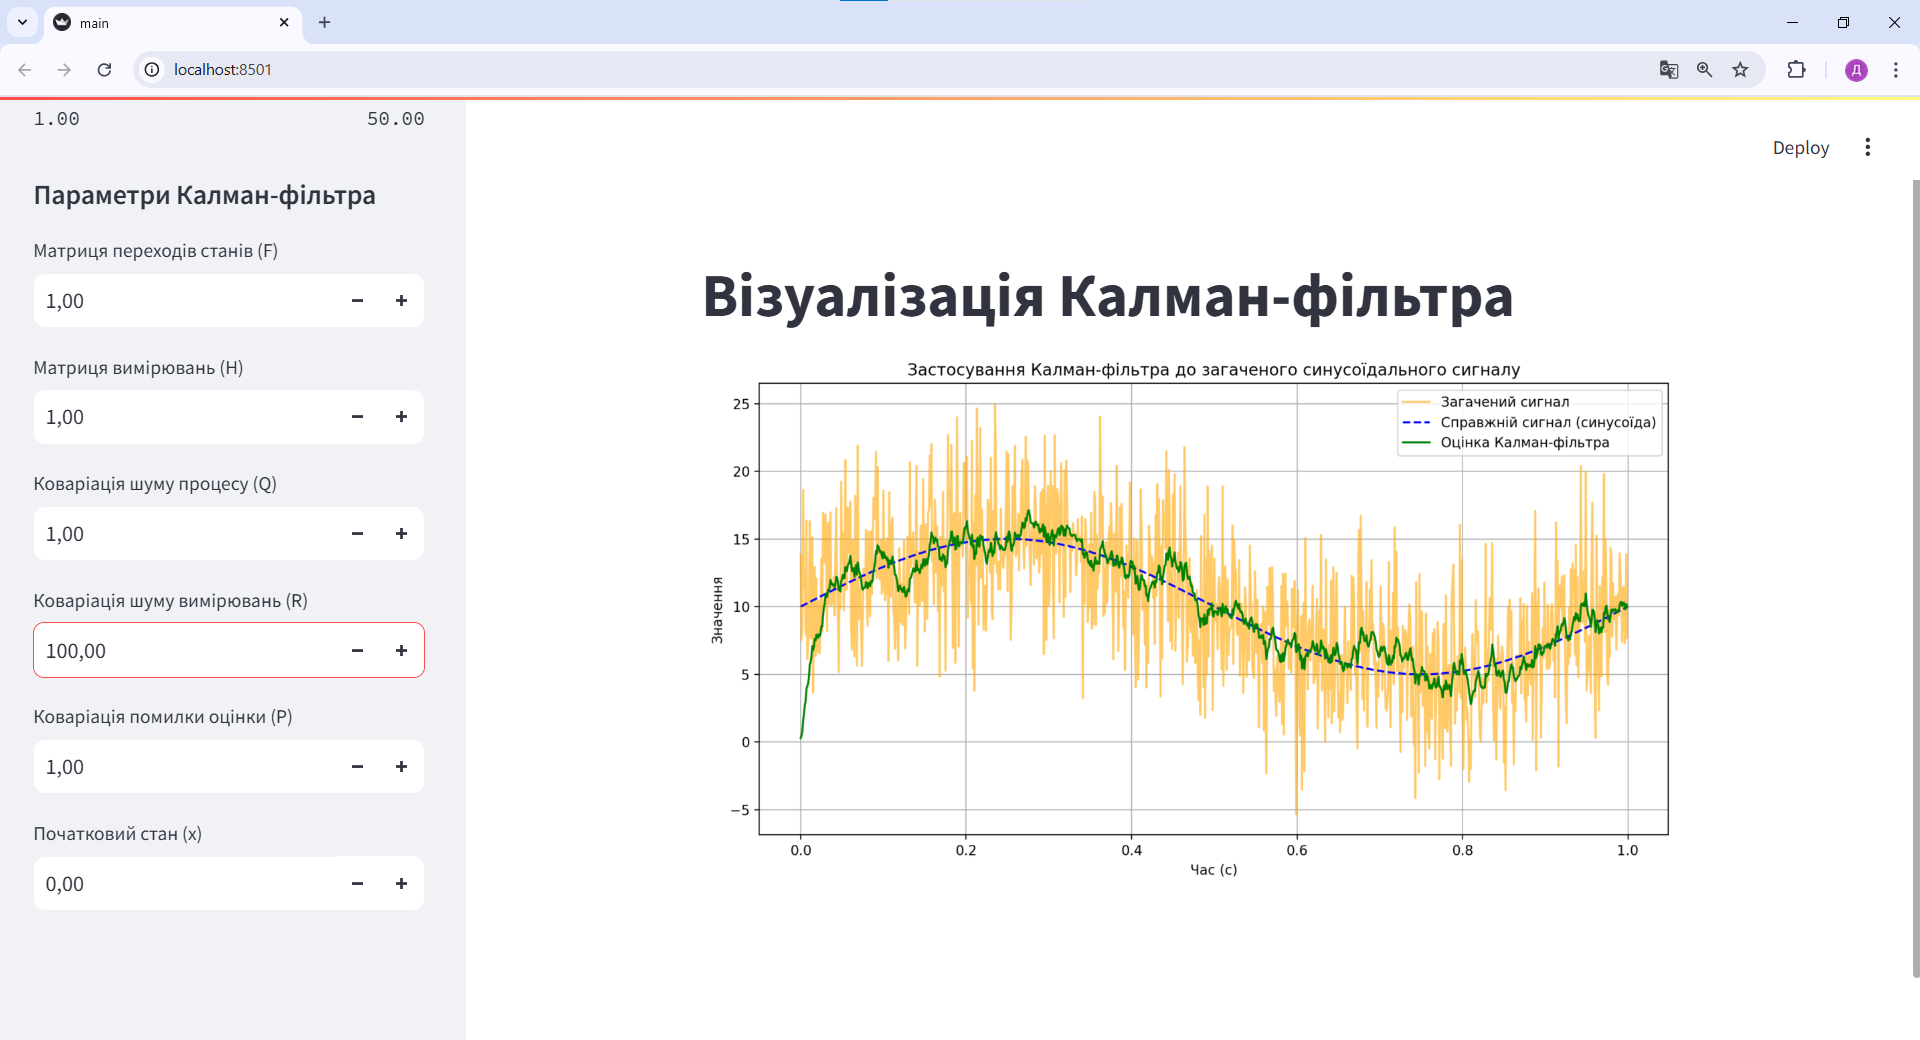 main
localhost:8501
Д
1.00 50.00
Deploy
Параметри Калман-фільтра
Матриця переходів станів (F)
1,00
Матриця вимірювань (H)
1,00
Коваріація шуму процесу (Q)
1,00
Коваріація шуму вимірювань (R)
100,00
Коваріація помилки оцінки (P)
1,00
Початковий стан (x)
0,00
Візуалізація Калман-фільтра
Застосування Калман-фільтра до загаченого синусоїдального сигналу
Загачений сигнал
Справжній сигнал (синусоїда)
Оцінка Калман-фільтра
Значення
25
20
15
10
5
0
−5
0.0 0.2 0.4 0.6 0.8 1.0
Час (с)